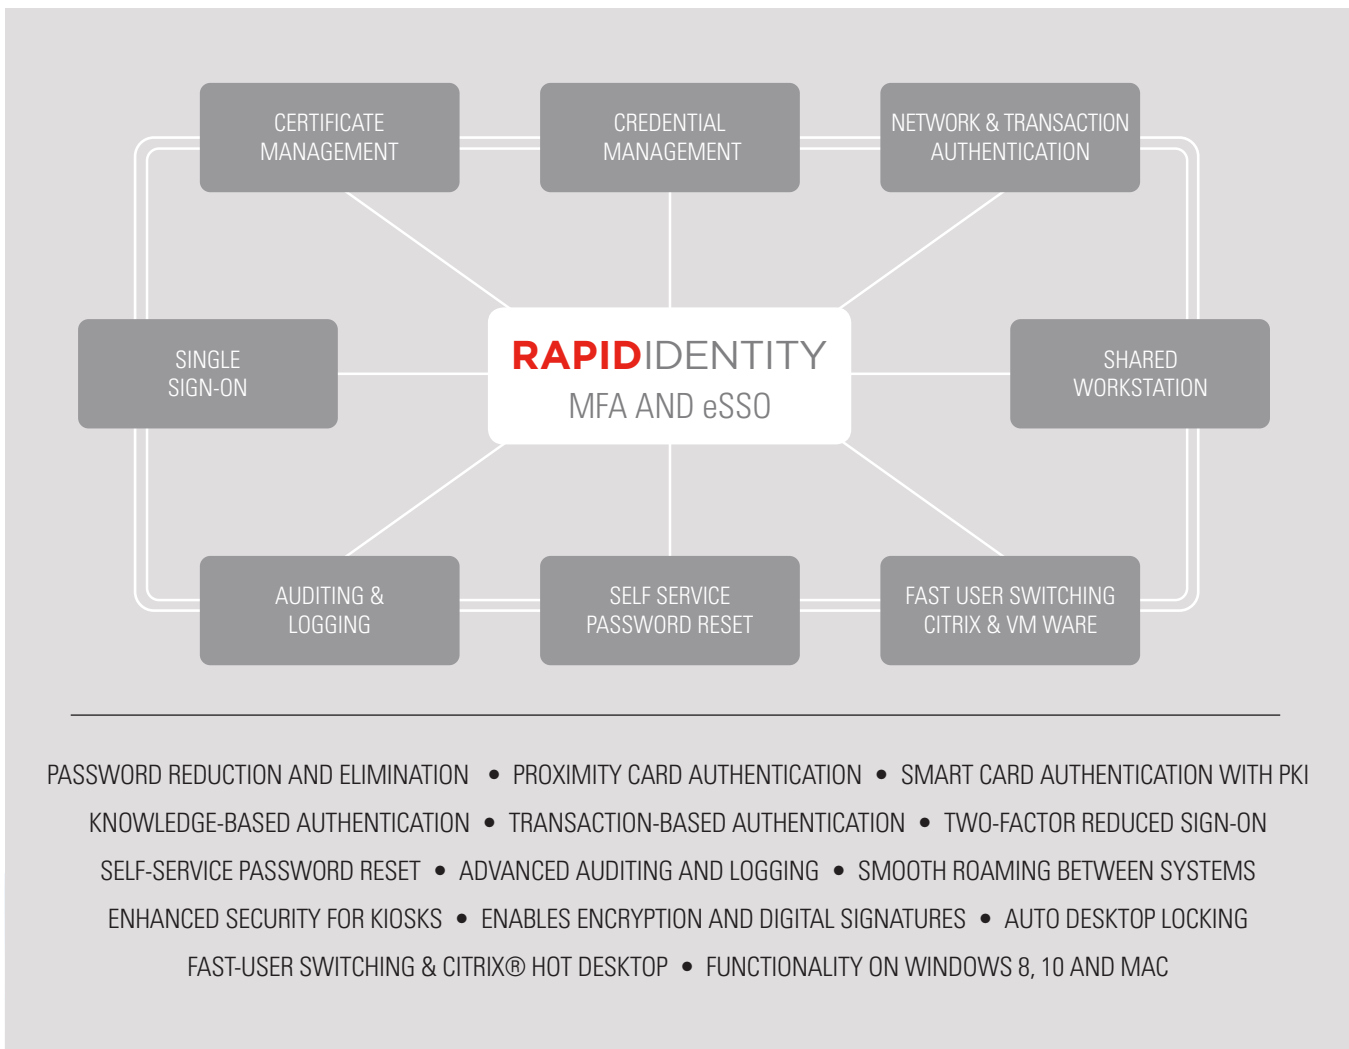 CERTIFICATE
MANAGEMENT
CREDENTIAL
MANAGEMENT
NETWORK & TRANSACTION
AUTHENTICATION
SINGLE
SIGN-ON
RAPIDIDENTITY
MFA AND eSSO
SHARED
WORKSTATION
AUDITING &
LOGGING
SELF SERVICE
PASSWORD RESET
FAST USER SWITCHING
CITRIX & VM WARE
PASSWORD REDUCTION AND ELIMINATION • PROXIMITY CARD AUTHENTICATION • SMART CARD AUTHENTICATION WITH PKI
KNOWLEDGE-BASED AUTHENTICATION • TRANSACTION-BASED AUTHENTICATION • TWO-FACTOR REDUCED SIGN-ON
SELF-SERVICE PASSWORD RESET • ADVANCED AUDITING AND LOGGING • SMOOTH ROAMING BETWEEN SYSTEMS
ENHANCED SECURITY FOR KIOSKS • ENABLES ENCRYPTION AND DIGITAL SIGNATURES • AUTO DESKTOP LOCKING
FAST-USER SWITCHING & CITRIX® HOT DESKTOP • FUNCTIONALITY ON WINDOWS 8, 10 AND MAC